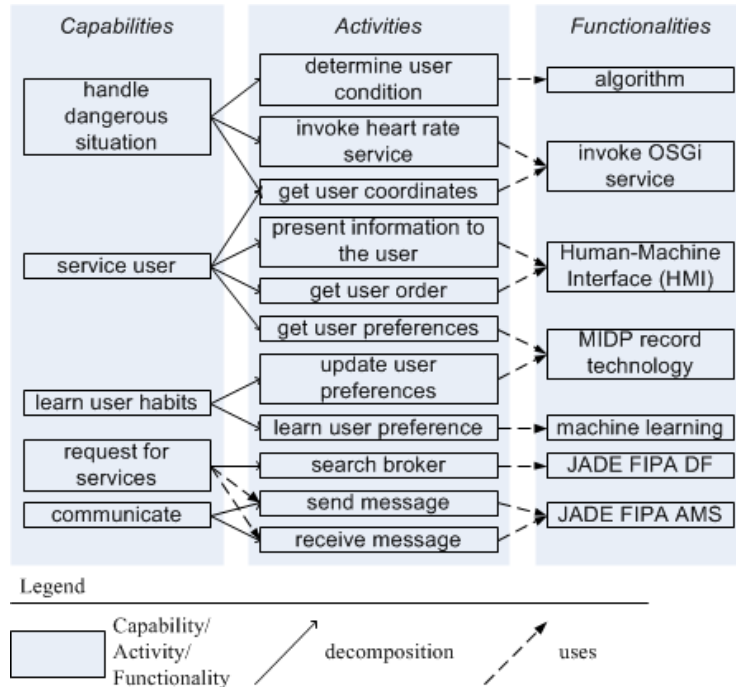 Capabilities
Activities
Functionalities
handle
dangerous
situation
service user
learn user habits
request for
services
communicate
determine user
condition
invoke heart rate
service
get user coordinates
present information to
the user
get user order
get user preferences
update user
preferences
learn user preference
search broker
send message
receive message
algorithm
invoke OSGi
service
Human-Machine
Interface (HMI)
MIDP record
technology
machine learning
JADE FIPA DF
JADE FIPA AMS
Legend
Capability/
Activity/
Functionality
decomposition
uses